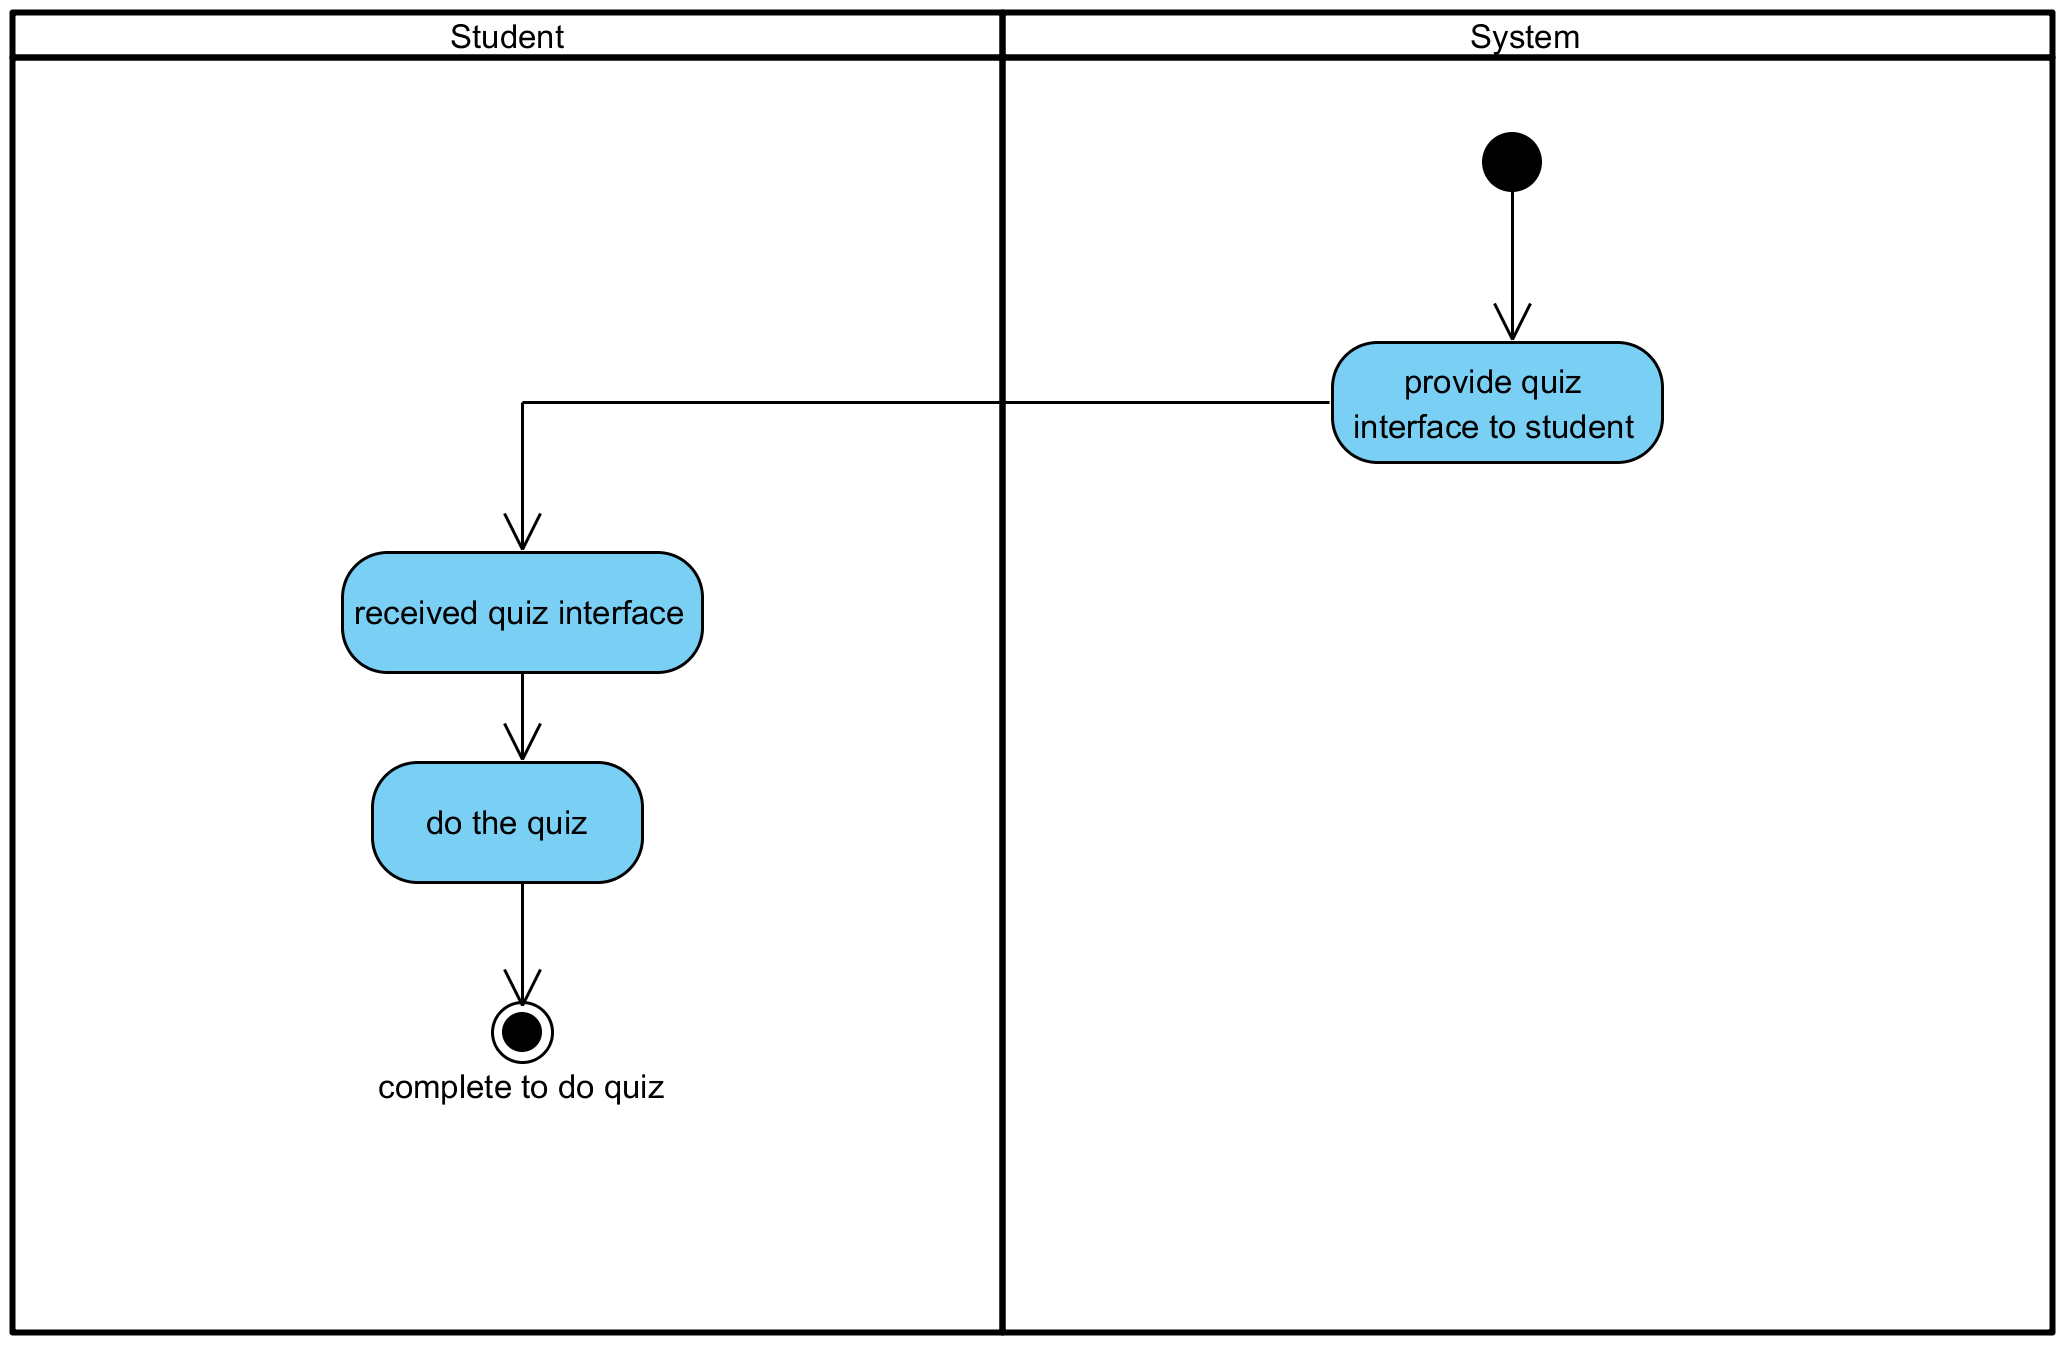 Student
System
provide quiz
interface to student
received quiz interface
do the quiz
complete to do quiz